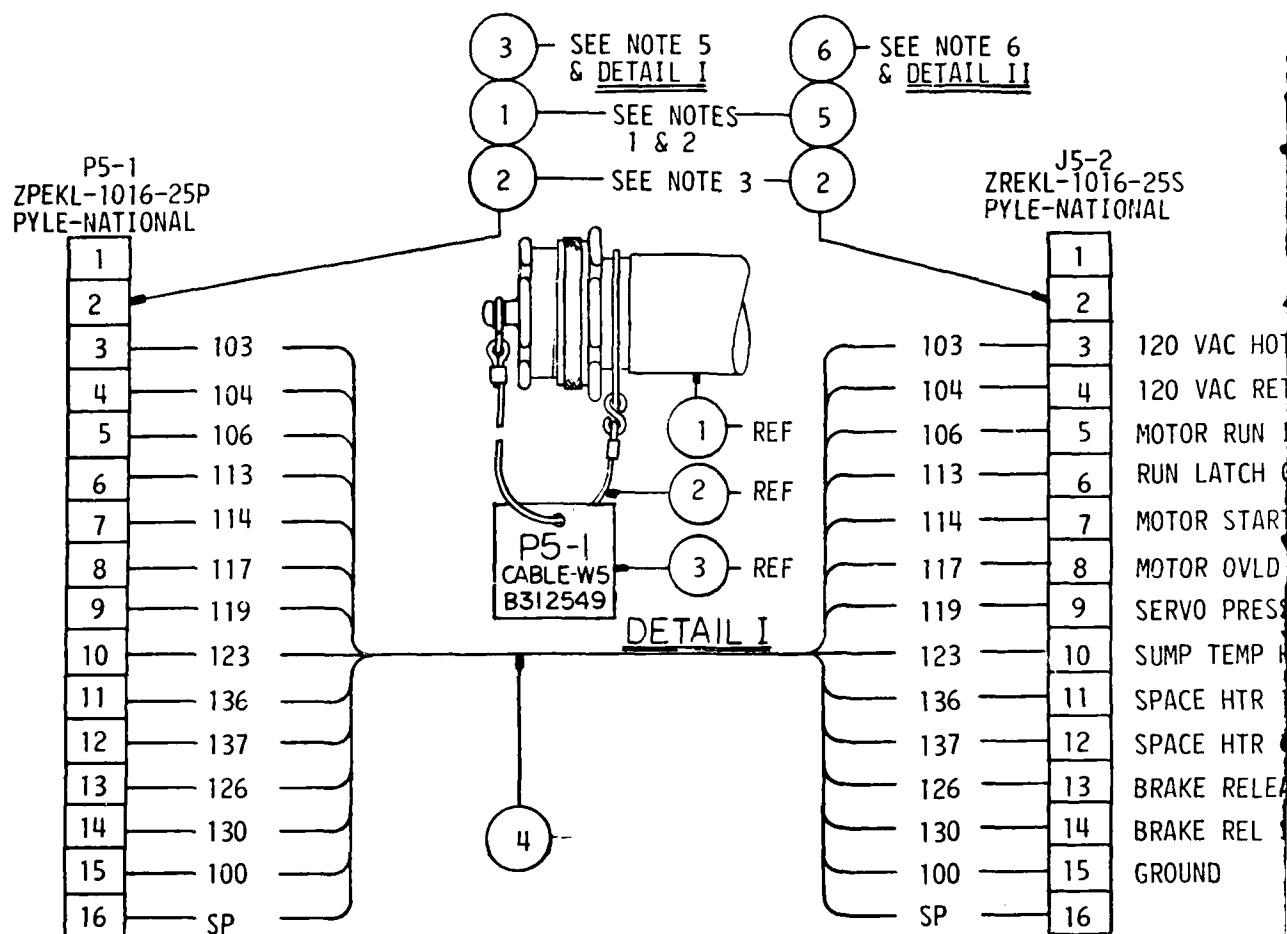 3 SEE NOTE 5
& DETAIL I
6 SEE NOTE 6
& DETAIL II
1 SEE NOTES 5
1 & 2
2 SEE NOTE 3 2
P5-1
ZPEKL-1016-25P
PYLE-NATIONAL
J5-2
ZREKL-1016-25S
PYLE-NATIONAL
1
2
3 103
4 104
5 106
6 113
7 114
8 117
9 119
10 123
11 136
12 137
13 126
14 130
15 100
16 SP
1 REF
2 REF
3 REF
P5-1
CABLE-W5
B312549
DETAIL I
4
1
2
103 3 120 VAC HOT
104 4 120 VAC
106 5 MOTOR RUN
113 6 RUN LATCH
114 7 MOTOR START
117 8 MOTOR OVLD
119 9 SERVO
123 10 SUMP TEMP
136 11 SPACE HTR
137 12 SPACE HTR
126 13 BRAKE
130 14 BRAKE REL
100 15 GROUND
SP 16